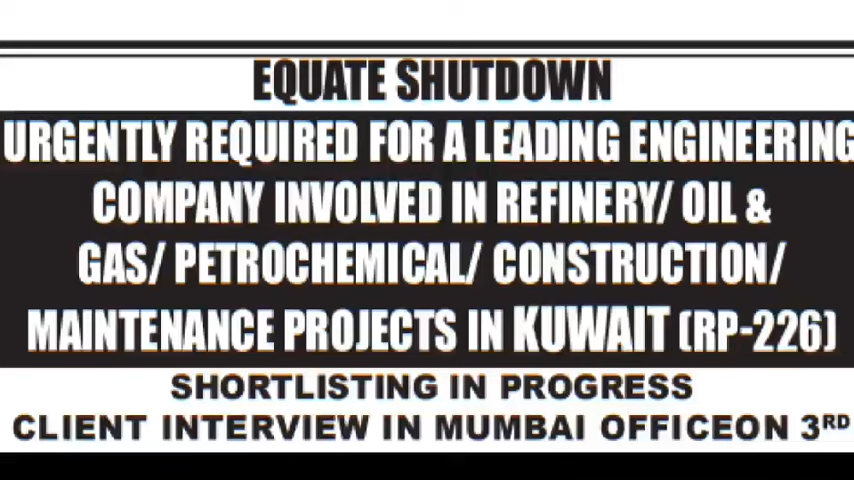 EQUATE SHUTDOWN
URGENTLY REQUIRED FOR A LEADING ENGINEERING
COMPANY INVOLVED IN REFINERY/ OIL &
GAS/ PETROCHEMICAL/ CONSTRUCTION/
MAINTENANCE PROJECTS IN KUWAIT (RP-226)
SHORTLISTING IN PROGRESS
CLIENT INTERVIEW IN MUMBAI OFFICEON 3RD